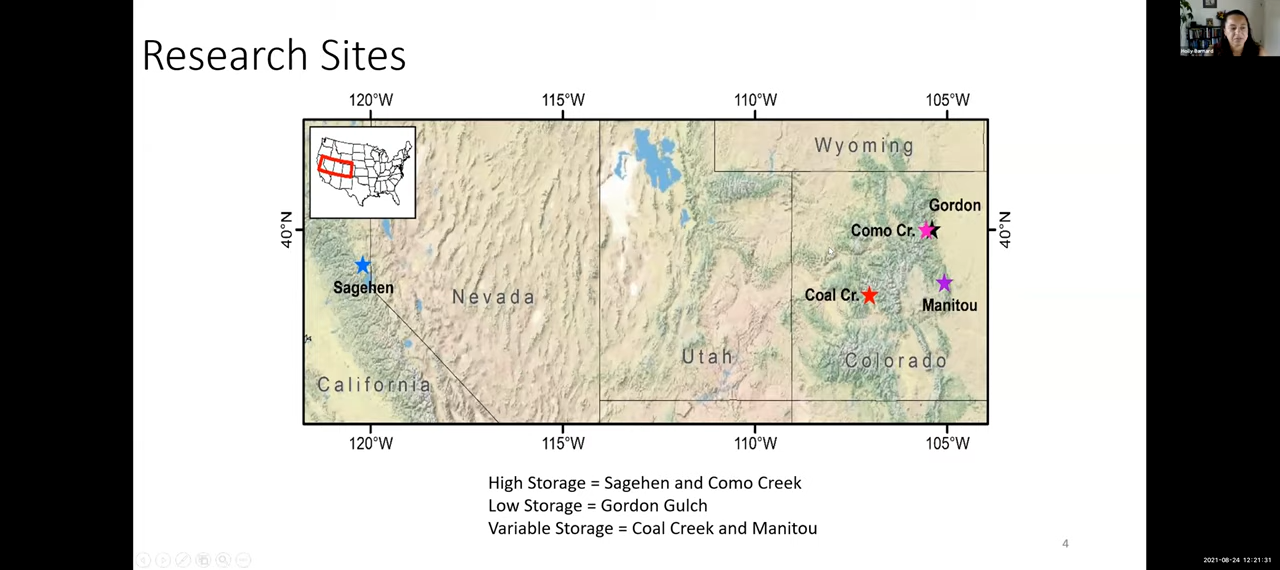 Research Sites
Holly Barnard
120°W 115°W 110°W 105°W
Wyoming
Gordon
40°N Como Cr. 40°N
Sagehen Nevada Coal Cr. Manitou
Utah Colorado
California
120°W 115°W 110°W 105°W
High Storage = Sagehen and Como Creek
Low Storage = Gordon Gulch
Variable Storage = Coal Creek and Manitou
4
2021-08-24 12:21:31